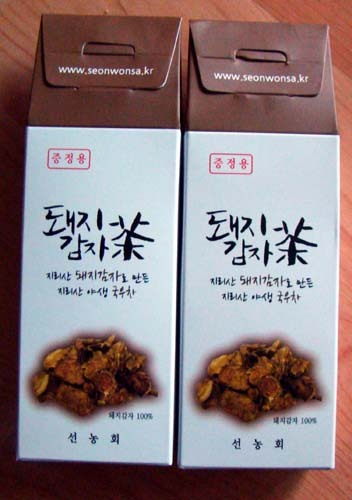 www.seonwonsa.kr
증정용
돼지
감자茶
지리산 돼지감자로 만든
지리산 야생 국우차
돼지감자 100%
선농회
www.seonwonsa.kr
증정용
돼지
감자茶
지리산 돼지감자로 만든
지리산 야생 국우차
돼지감자 100%
선농회